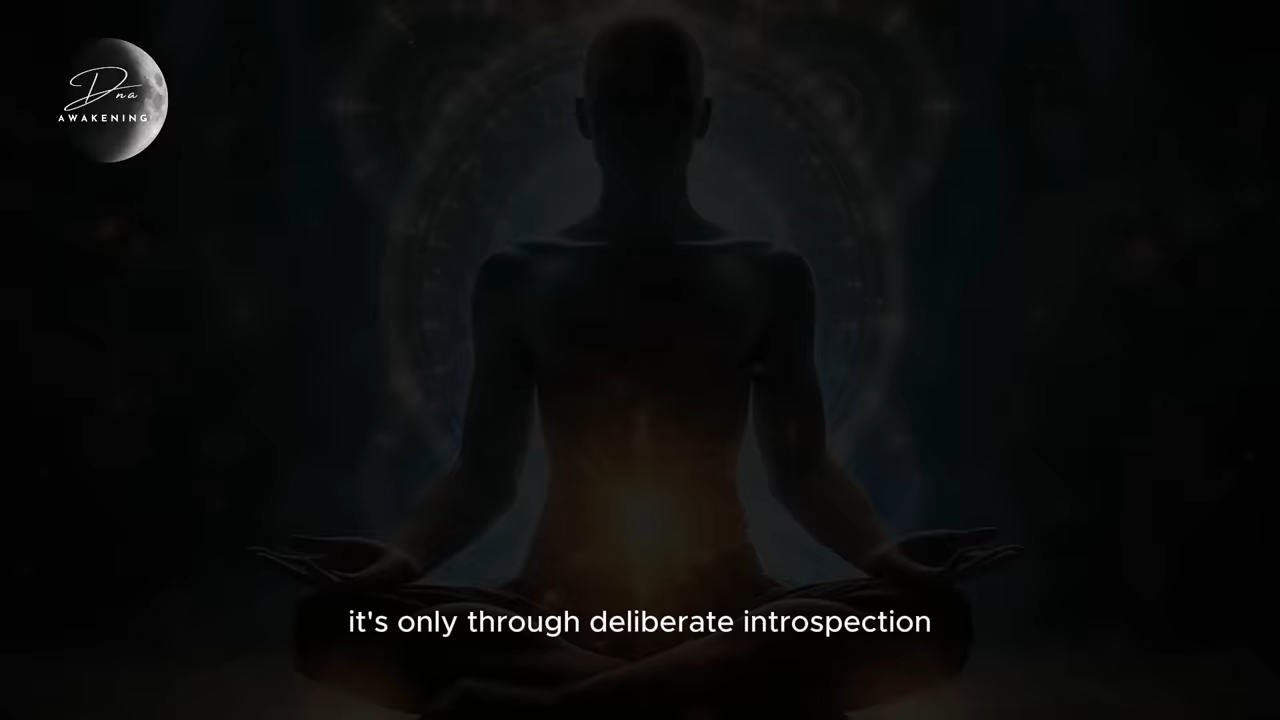 Dna
AWAKENING
it's only through deliberate introspection